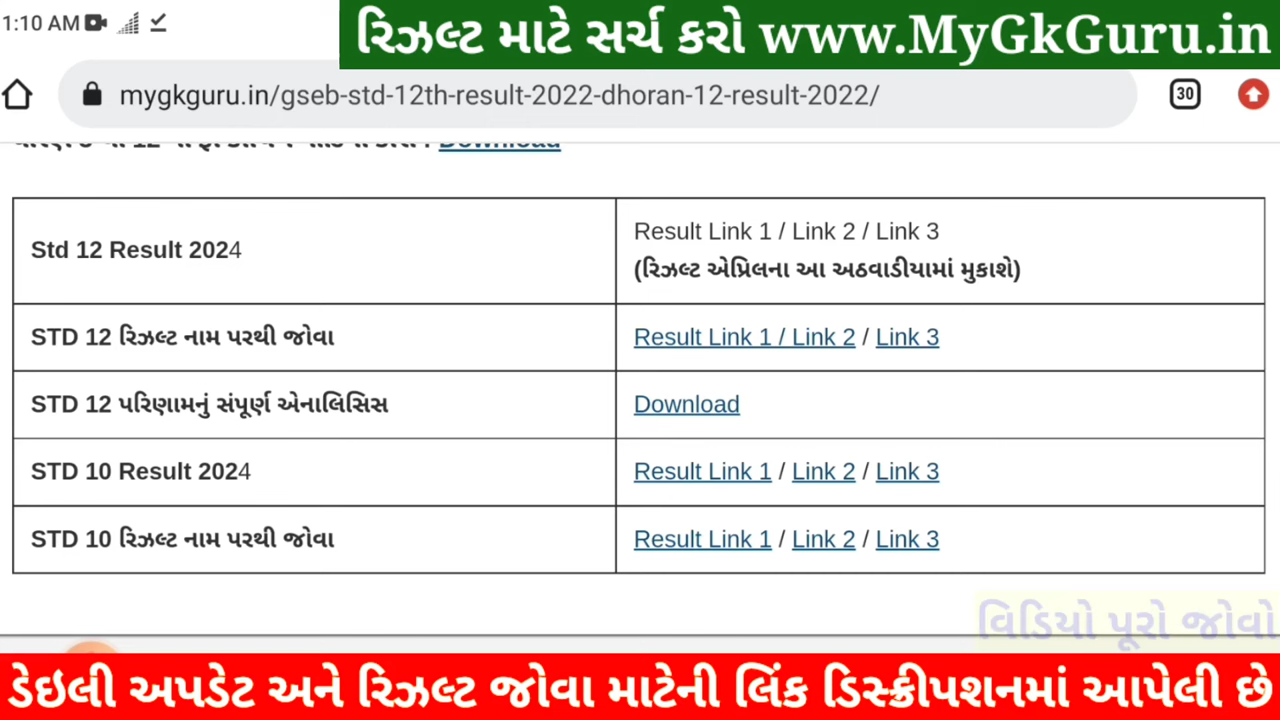 1:10 AM
રિઝલ્ટ માટે સર્ચ કરો www.MyGkGuru.in
mygkguru.in/gseb-std-12th-result-2022-dhoran-12-result-2022/
30
Download
Std 12 Result 2024
Result Link 1 / Link 2 / Link 3
(રિઝલ્ટ એપ્રિલના આ અઠવાડીયામાં મુકાશે)
STD 12 રિઝલ્ટ નામ પરથી જોવા
Result Link 1 / Link 2 / Link 3
STD 12 પરિણામનું સંપૂર્ણ એનાલિસિસ
Download
STD 10 Result 2024
Result Link 1 / Link 2 / Link 3
STD 10 રિઝલ્ટ નામ પરથી જોવા
Result Link 1 / Link 2 / Link 3
વિડિયો પૂરો જોવો
ડેઇલી અપડેટ અને રિઝલ્ટ જોવા માટેની લિંક ડિસ્ક્રીપશનમાં આપેલી છે